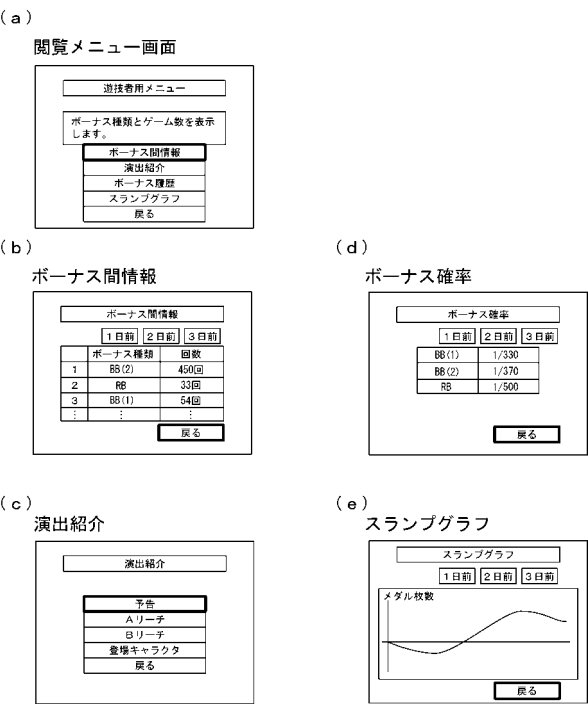 (a)
閲覧メニュー画面
遊技者用メニュー
ボーナス種類とゲーム数を表示
します。
ボーナス間情報
演出紹介
ボーナス履歴
スランプグラフ
戻る
(b)
ボーナス間情報
ボーナス間情報
1日前 2日前 3日前
ボーナス種類 回数
1 BB(2) 450回
2 RB 33回
3 BB(1) 54回
⋮ ⋮ ⋮
戻る
(d)
ボーナス確率
ボーナス確率
1日前 2日前 3日前
BB(1) 1/330
BB(2) 1/370
RB 1/500
戻る
(c)
演出紹介
演出紹介
予告
Aリーチ
Bリーチ
登場キャラクタ
戻る
(e)
スランプグラフ
スランプグラフ
1日前 2日前 3日前
メダル枚数
戻る